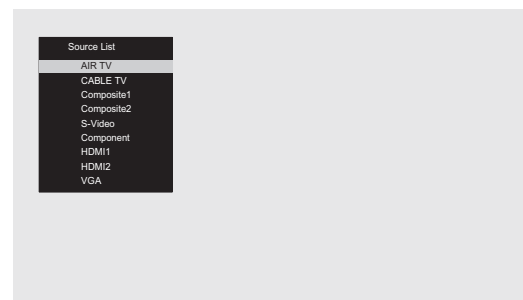 Source List
AIR TV
CABLE TV
Composite1
Composite2
S-Video
Component
HDMI1
HDMI2
VGA